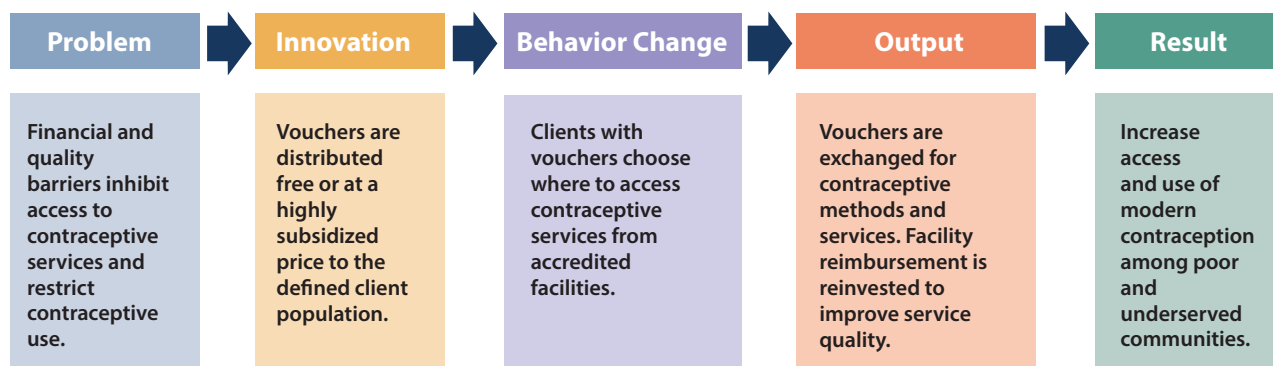 Problem
Innovation
Behavior Change
Output
Result
Financial and
quality
barriers inhibit
access to
contraceptive
services and
restrict
contraceptive
use.
Vouchers are
distributed
free or at a
highly
subsidized
price to the
defined client
population.
Clients with
vouchers choose
where to access
contraceptive
services from
accredited
facilities.
Vouchers are
exchanged for
contraceptive
methods and
services. Facility
reimbursement is
reinvested to
improve service
quality.
Increase
access
and use of
modern
contraception
among poor
and
underserved
communities.